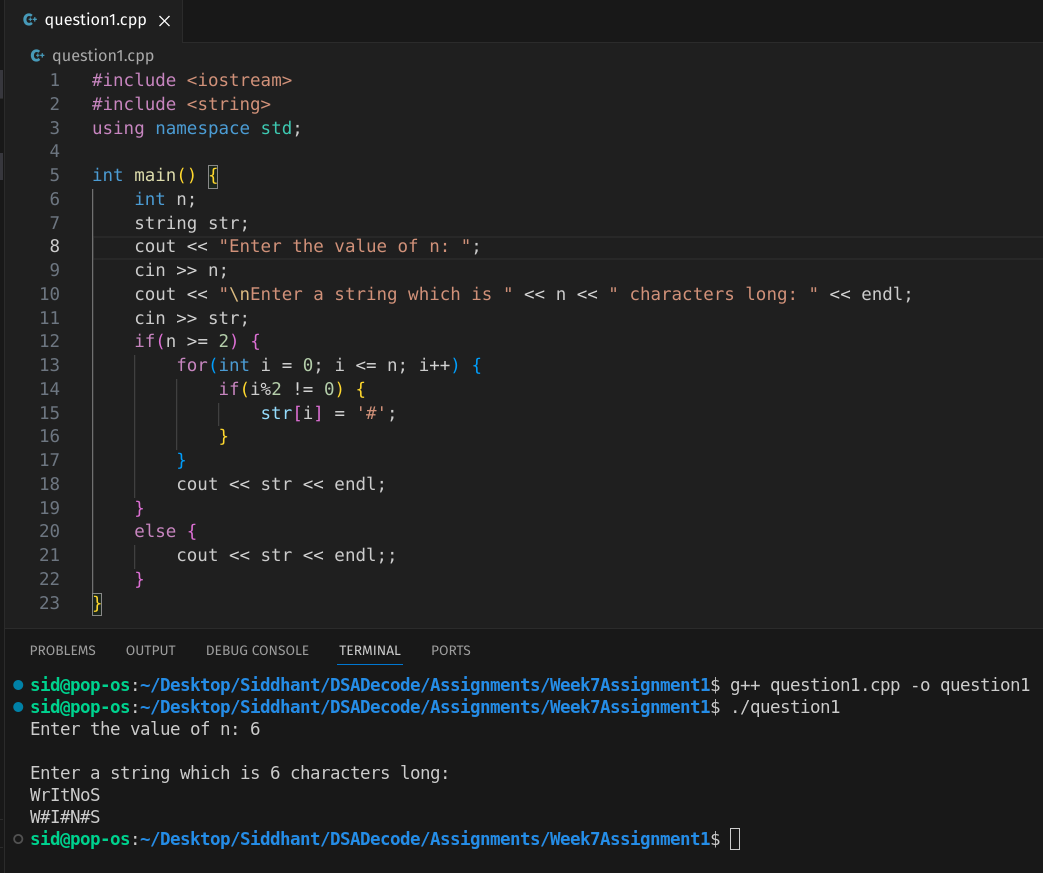 question1.cpp ×
question1.cpp
1 #include <iostream>
2 #include <string>
3 using namespace std;
4
5 int main() {
6     int n;
7     string str;
8     cout << "Enter the value of n: ";
9     cin >> n;
10     cout << "\nEnter a string which is " << n << " characters long: " << endl;
11     cin >> str;
12     if(n >= 2) {
13         for(int i = 0; i <= n; i++) {
14             if(i%2 != 0) {
15                 str[i] = '#';
16             }
17         }
18         cout << str << endl;
19     }
20     else {
21         cout << str << endl;;
22     }
23 }
PROBLEMS OUTPUT DEBUG CONSOLE TERMINAL PORTS
sid@pop-os:~/Desktop/Siddhant/DSADecode/Assignments/Week7Assignment1$ g++ question1.cpp -o question1
sid@pop-os:~/Desktop/Siddhant/DSADecode/Assignments/Week7Assignment1$ ./question1
Enter the value of n: 6

Enter a string which is 6 characters long:
WrItNoS
W#I#N#S
sid@pop-os:~/Desktop/Siddhant/DSADecode/Assignments/Week7Assignment1$